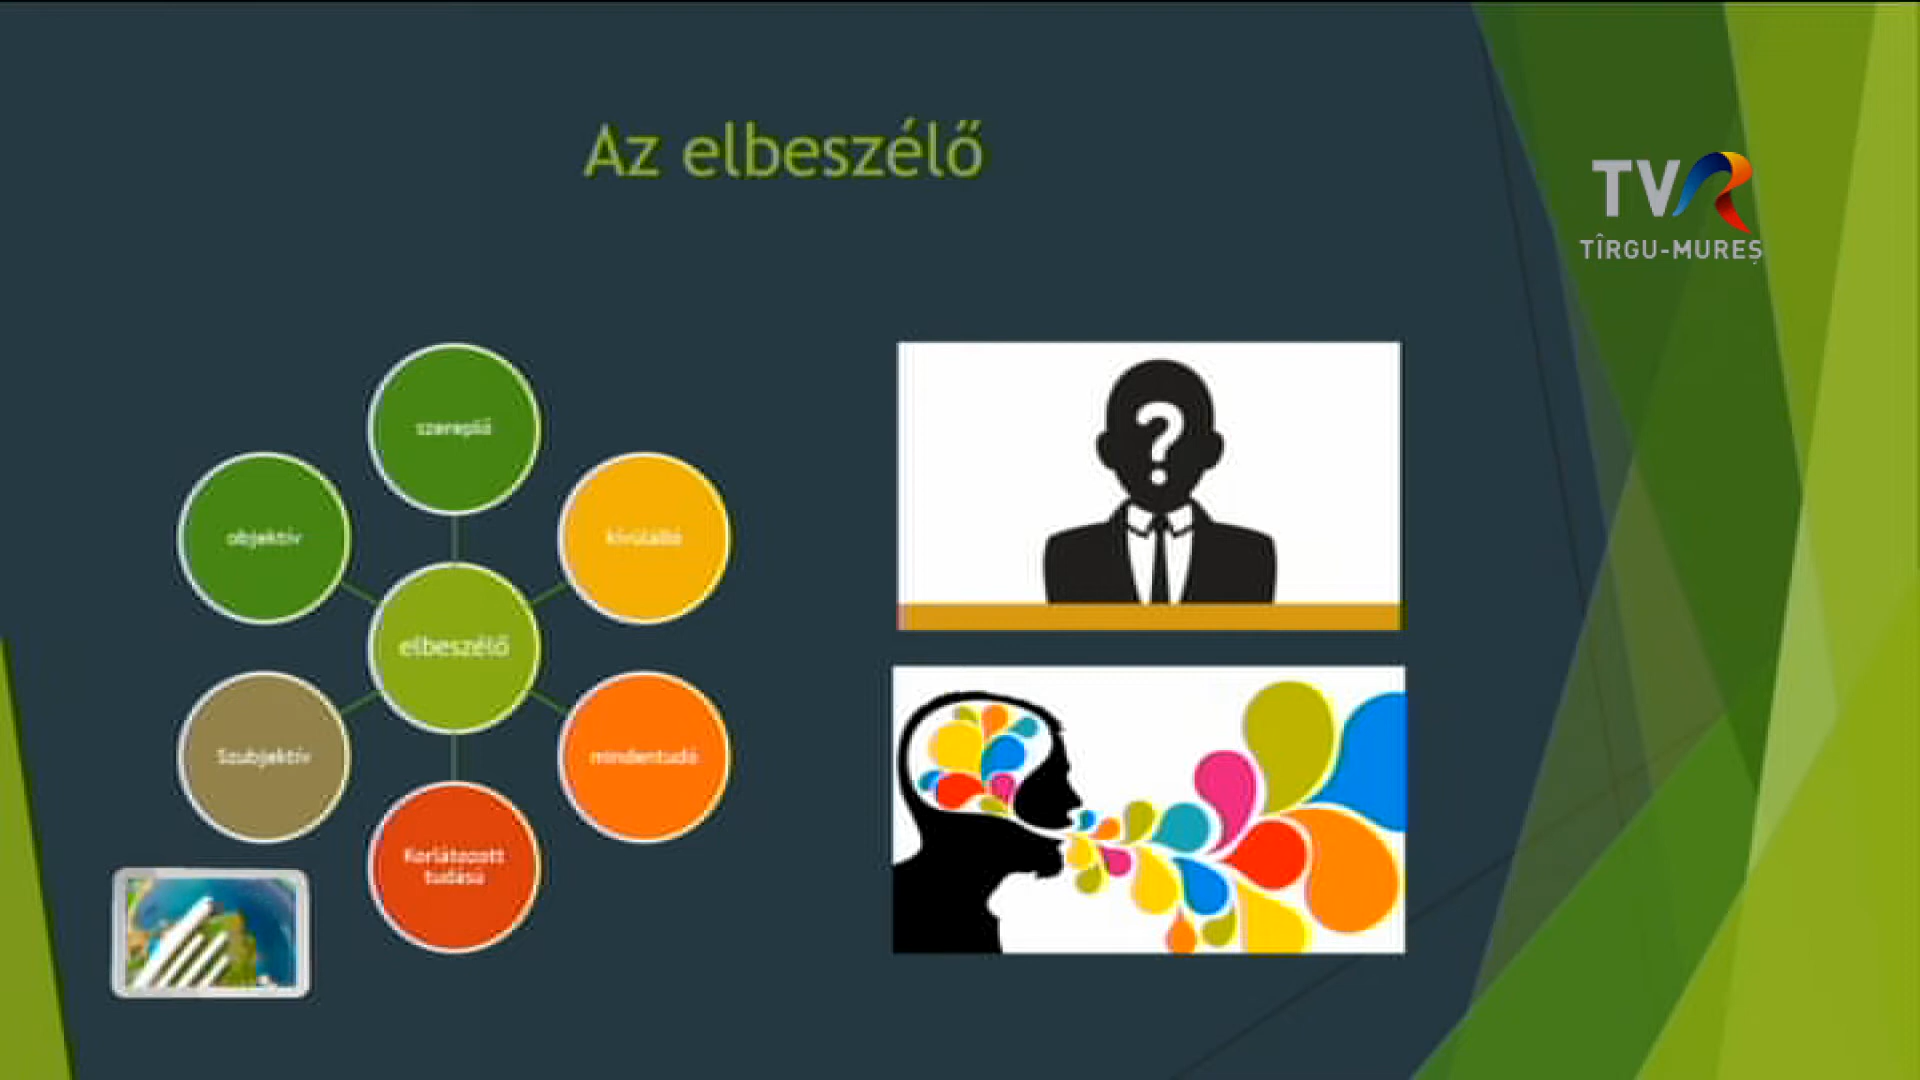 Az elbeszélő
TVR
TÎRGU-MUREȘ
szereplő
objektív
kívülálló
elbeszélő
Szubjektív
mindentudó
Korlátozott
tudású
?